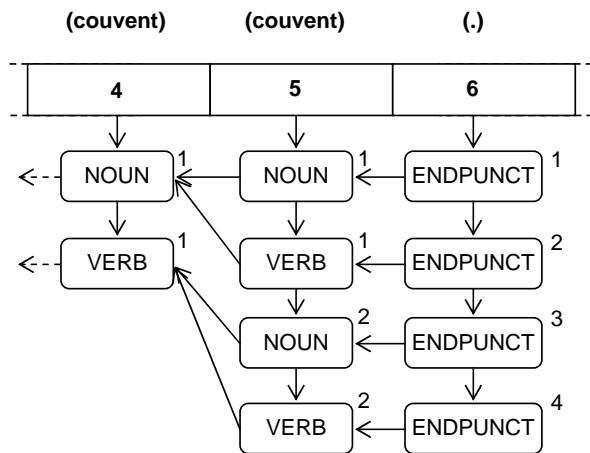 (couvent) (couvent) (.)
4 5 6
1 1 1
NOUN NOUN ENDPUNCT
1 1 2
VERB VERB ENDPUNCT
2 3
NOUN ENDPUNCT
2 4
VERB ENDPUNCT